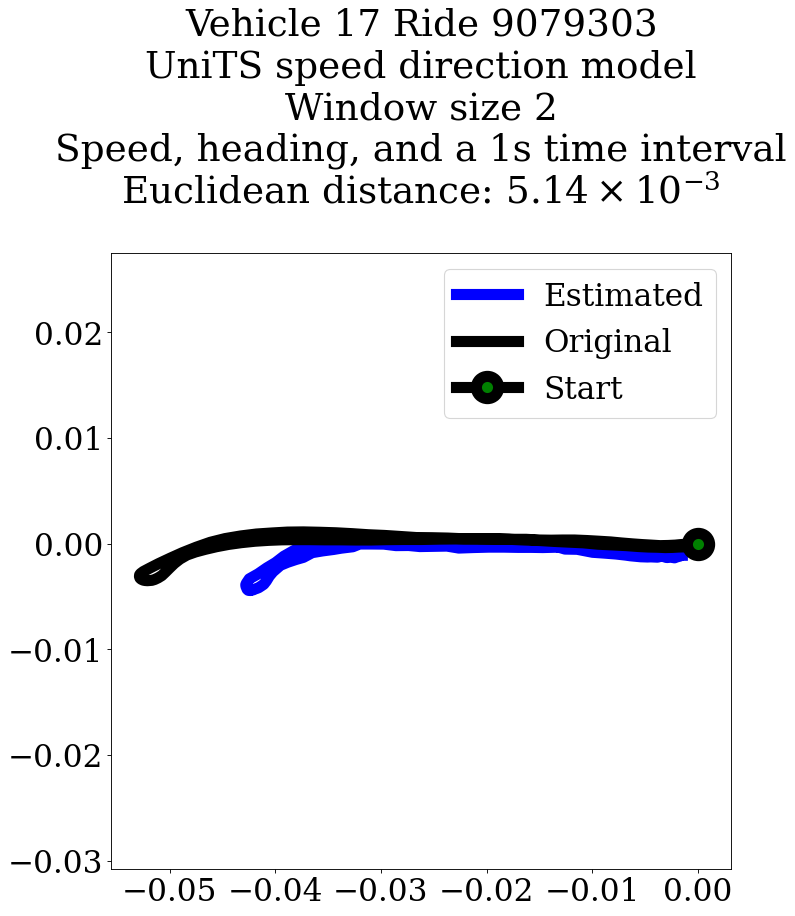 Vehicle 17 Ride 9079303
UniTS speed direction model
Window size 2
Speed, heading, and a 1s time interval
Euclidean distance: 5.14 × 10⁻³
Estimated
Original
Start
0.02
0.01
0.00
−0.01
−0.02
−0.03
−0.05 −0.04 −0.03 −0.02 −0.01 0.00